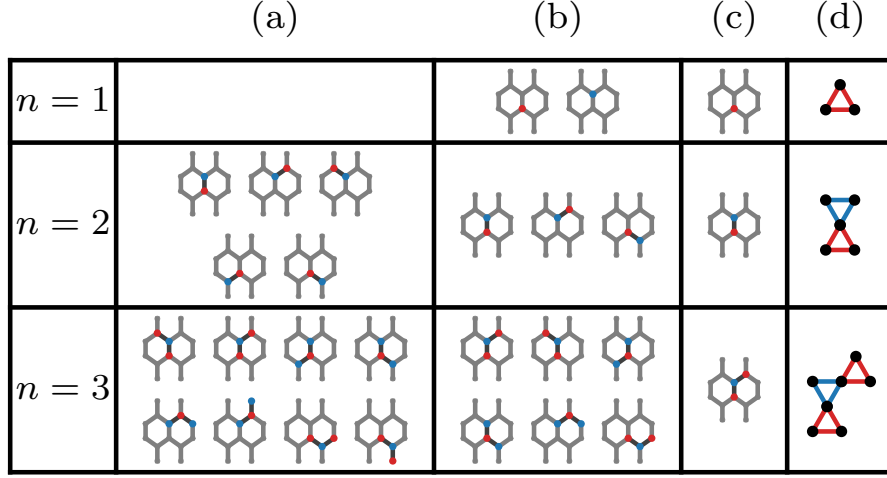 (a) (b) (c) (d)
n = 1
n = 2
n = 3